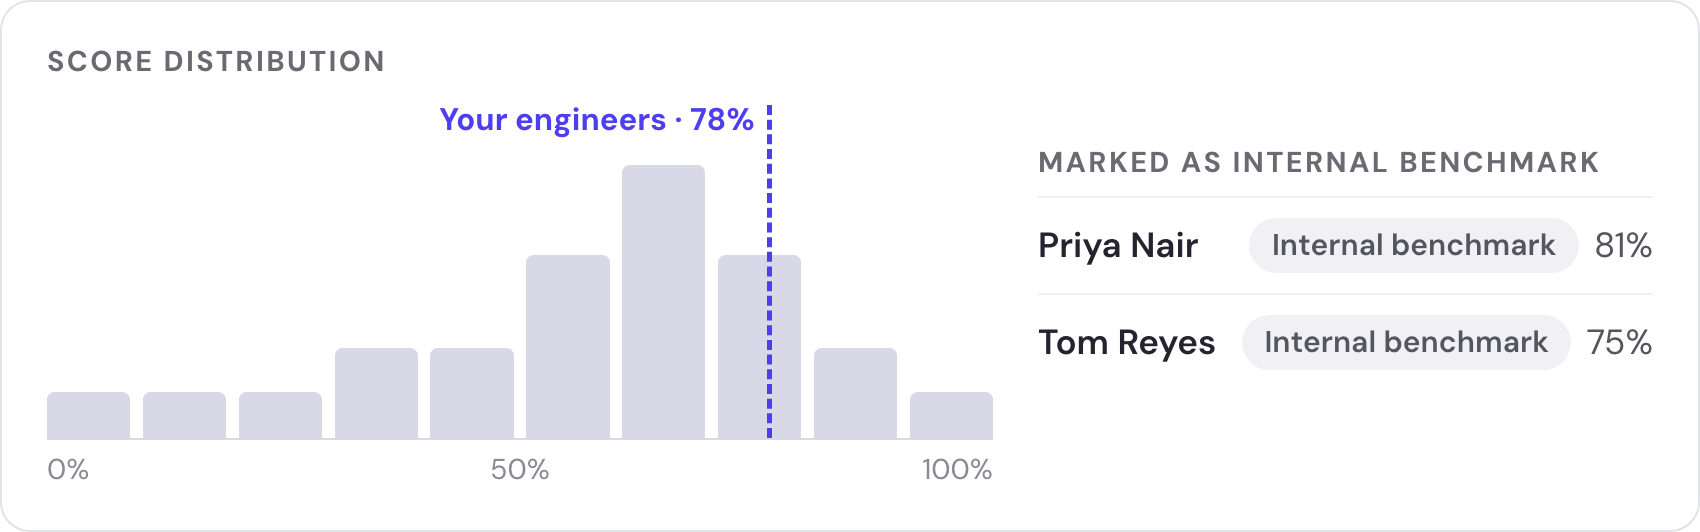 SCORE DISTRIBUTION
Your engineers · 78%
0% 50% 100%
MARKED AS INTERNAL BENCHMARK
Priya Nair Internal benchmark 81%
Tom Reyes Internal benchmark 75%